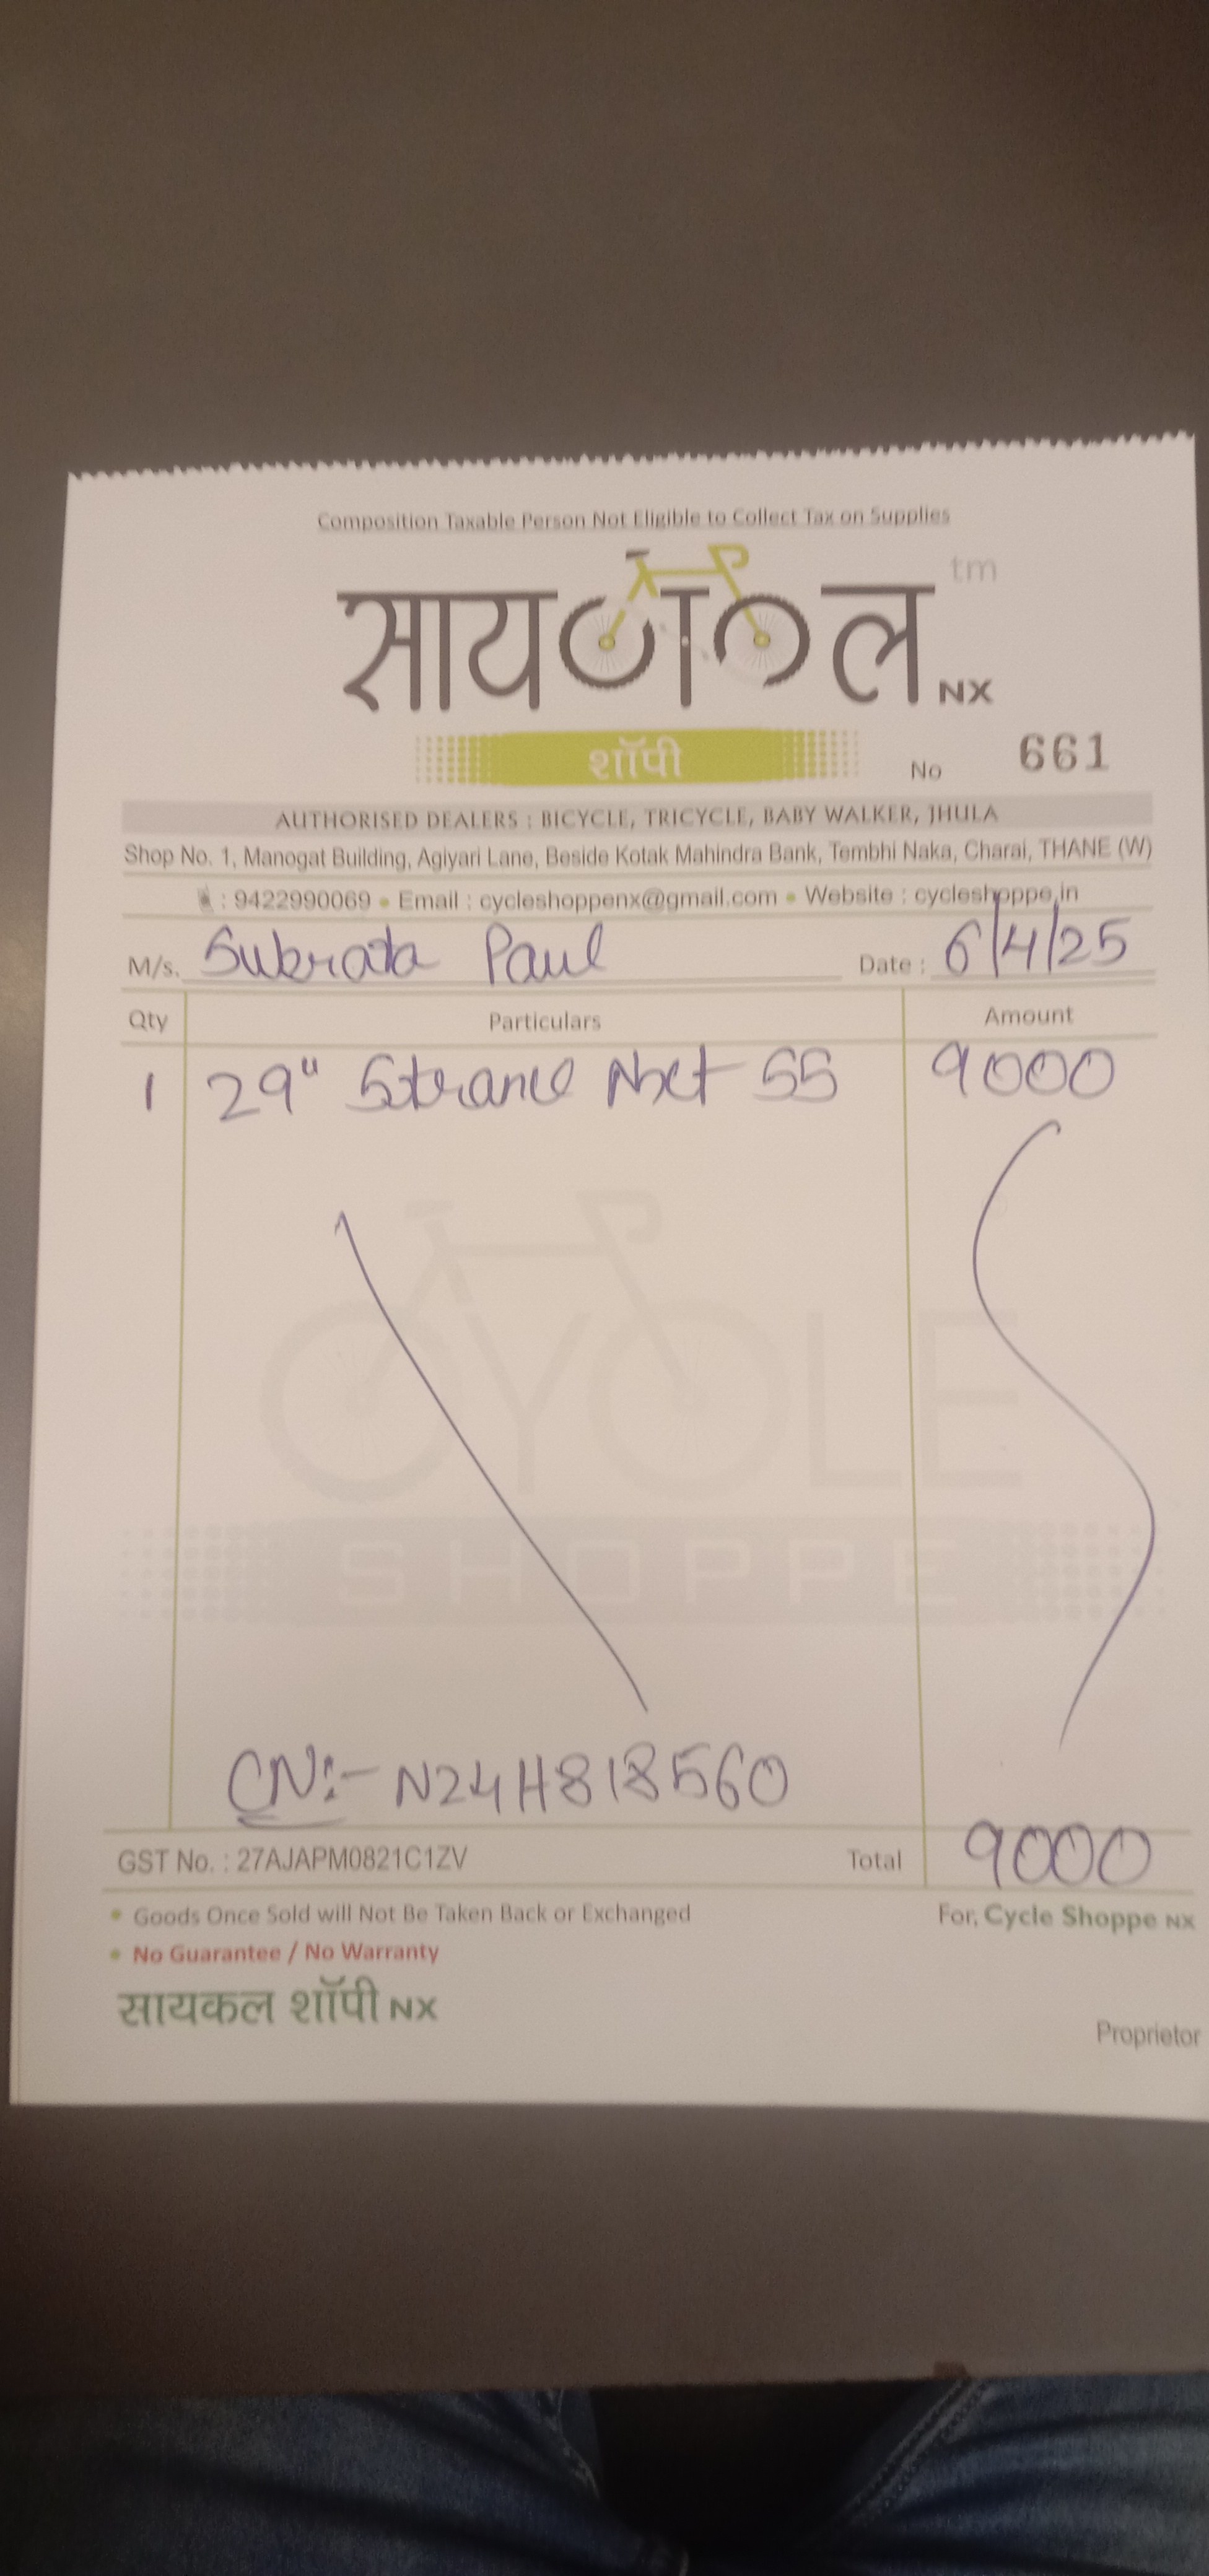 Composition Taxable Person Not Eligible to Collect Tax on Supplies
tm
सायकल NX
शॉपी
No 661
AUTHORISED DEALERS : BICYCLE, TRICYCLE, BABY WALKER, JHULA
Shop No. 1, Manogat Building, Agiyari Lane, Beside Kotak Mahindra Bank, Tembhi Naka, Charai, THANE (W)
: 9422990069 • Email : cycleshoppenx@gmail.com • Website : cycleshoppe.in
M/s. Subrata Paul Date : 6/4/25
Qty Particulars Amount
1 29" SS 9000
CYCLE
SHOPPE
CN:- N24H818560
GST No. : 27AJAPM0821C1ZV Total 9000
• Goods Once Sold will Not Be Taken Back or Exchanged For, Cycle Shoppe NX
• No Guarantee / No Warranty
सायकल शॉपी NX
Proprietor